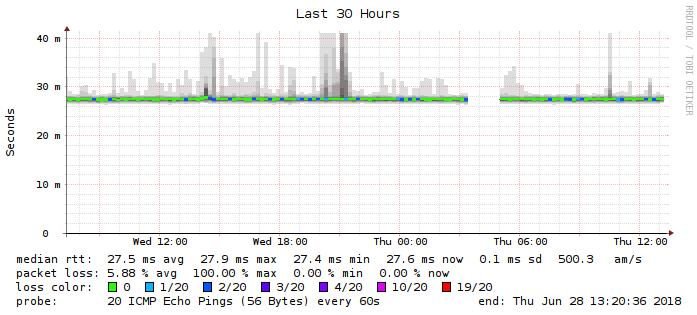 Last 30 Hours
RRDTOOL / TOBI OETIKER
Seconds
40 m
30 m
20 m
10 m
0
Wed 12:00 Wed 18:00 Thu 00:00 Thu 06:00 Thu 12:00
median rtt: 27.5 ms avg 27.9 ms max 27.4 ms min 27.6 ms now 0.1 ms sd 500.3 am/s
packet loss: 5.88 % avg 100.00 % max 0.00 % min 0.00 % now
loss color: 0 1/20 2/20 3/20 4/20 10/20 19/20
probe: 20 ICMP Echo Pings (56 Bytes) every 60s end: Thu Jun 28 13:20:36 2018